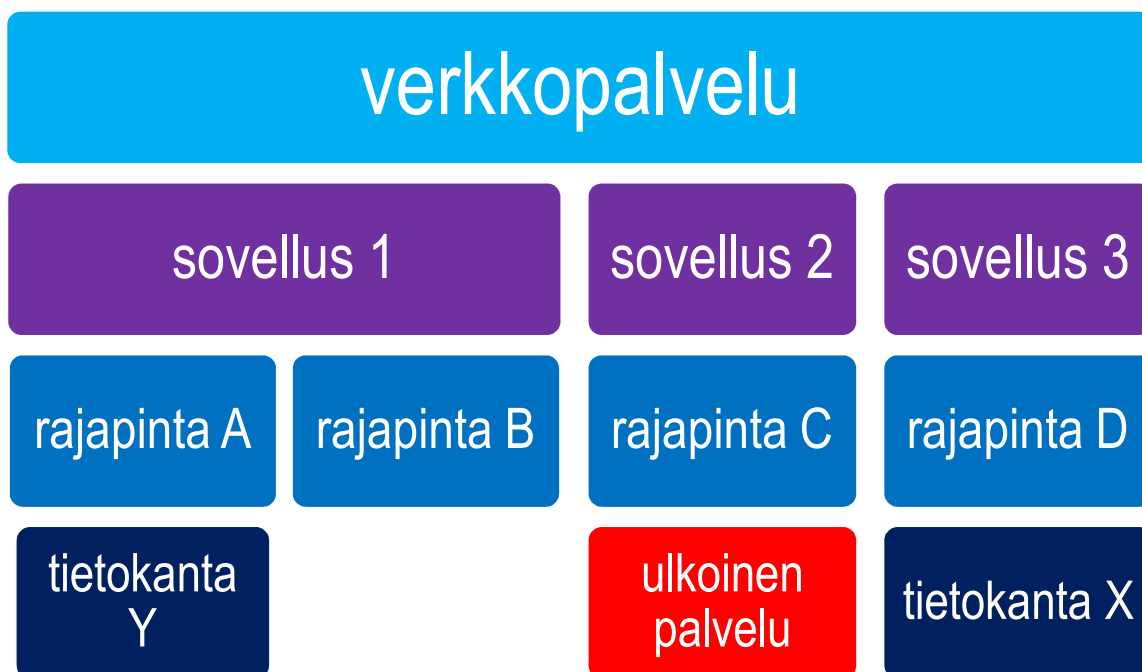 verkkopalvelu
sovellus 1
sovellus 2
sovellus 3
rajapinta A
rajapinta B
rajapinta C
rajapinta D
tietokanta
Y
ulkoinen
palvelu
tietokanta X